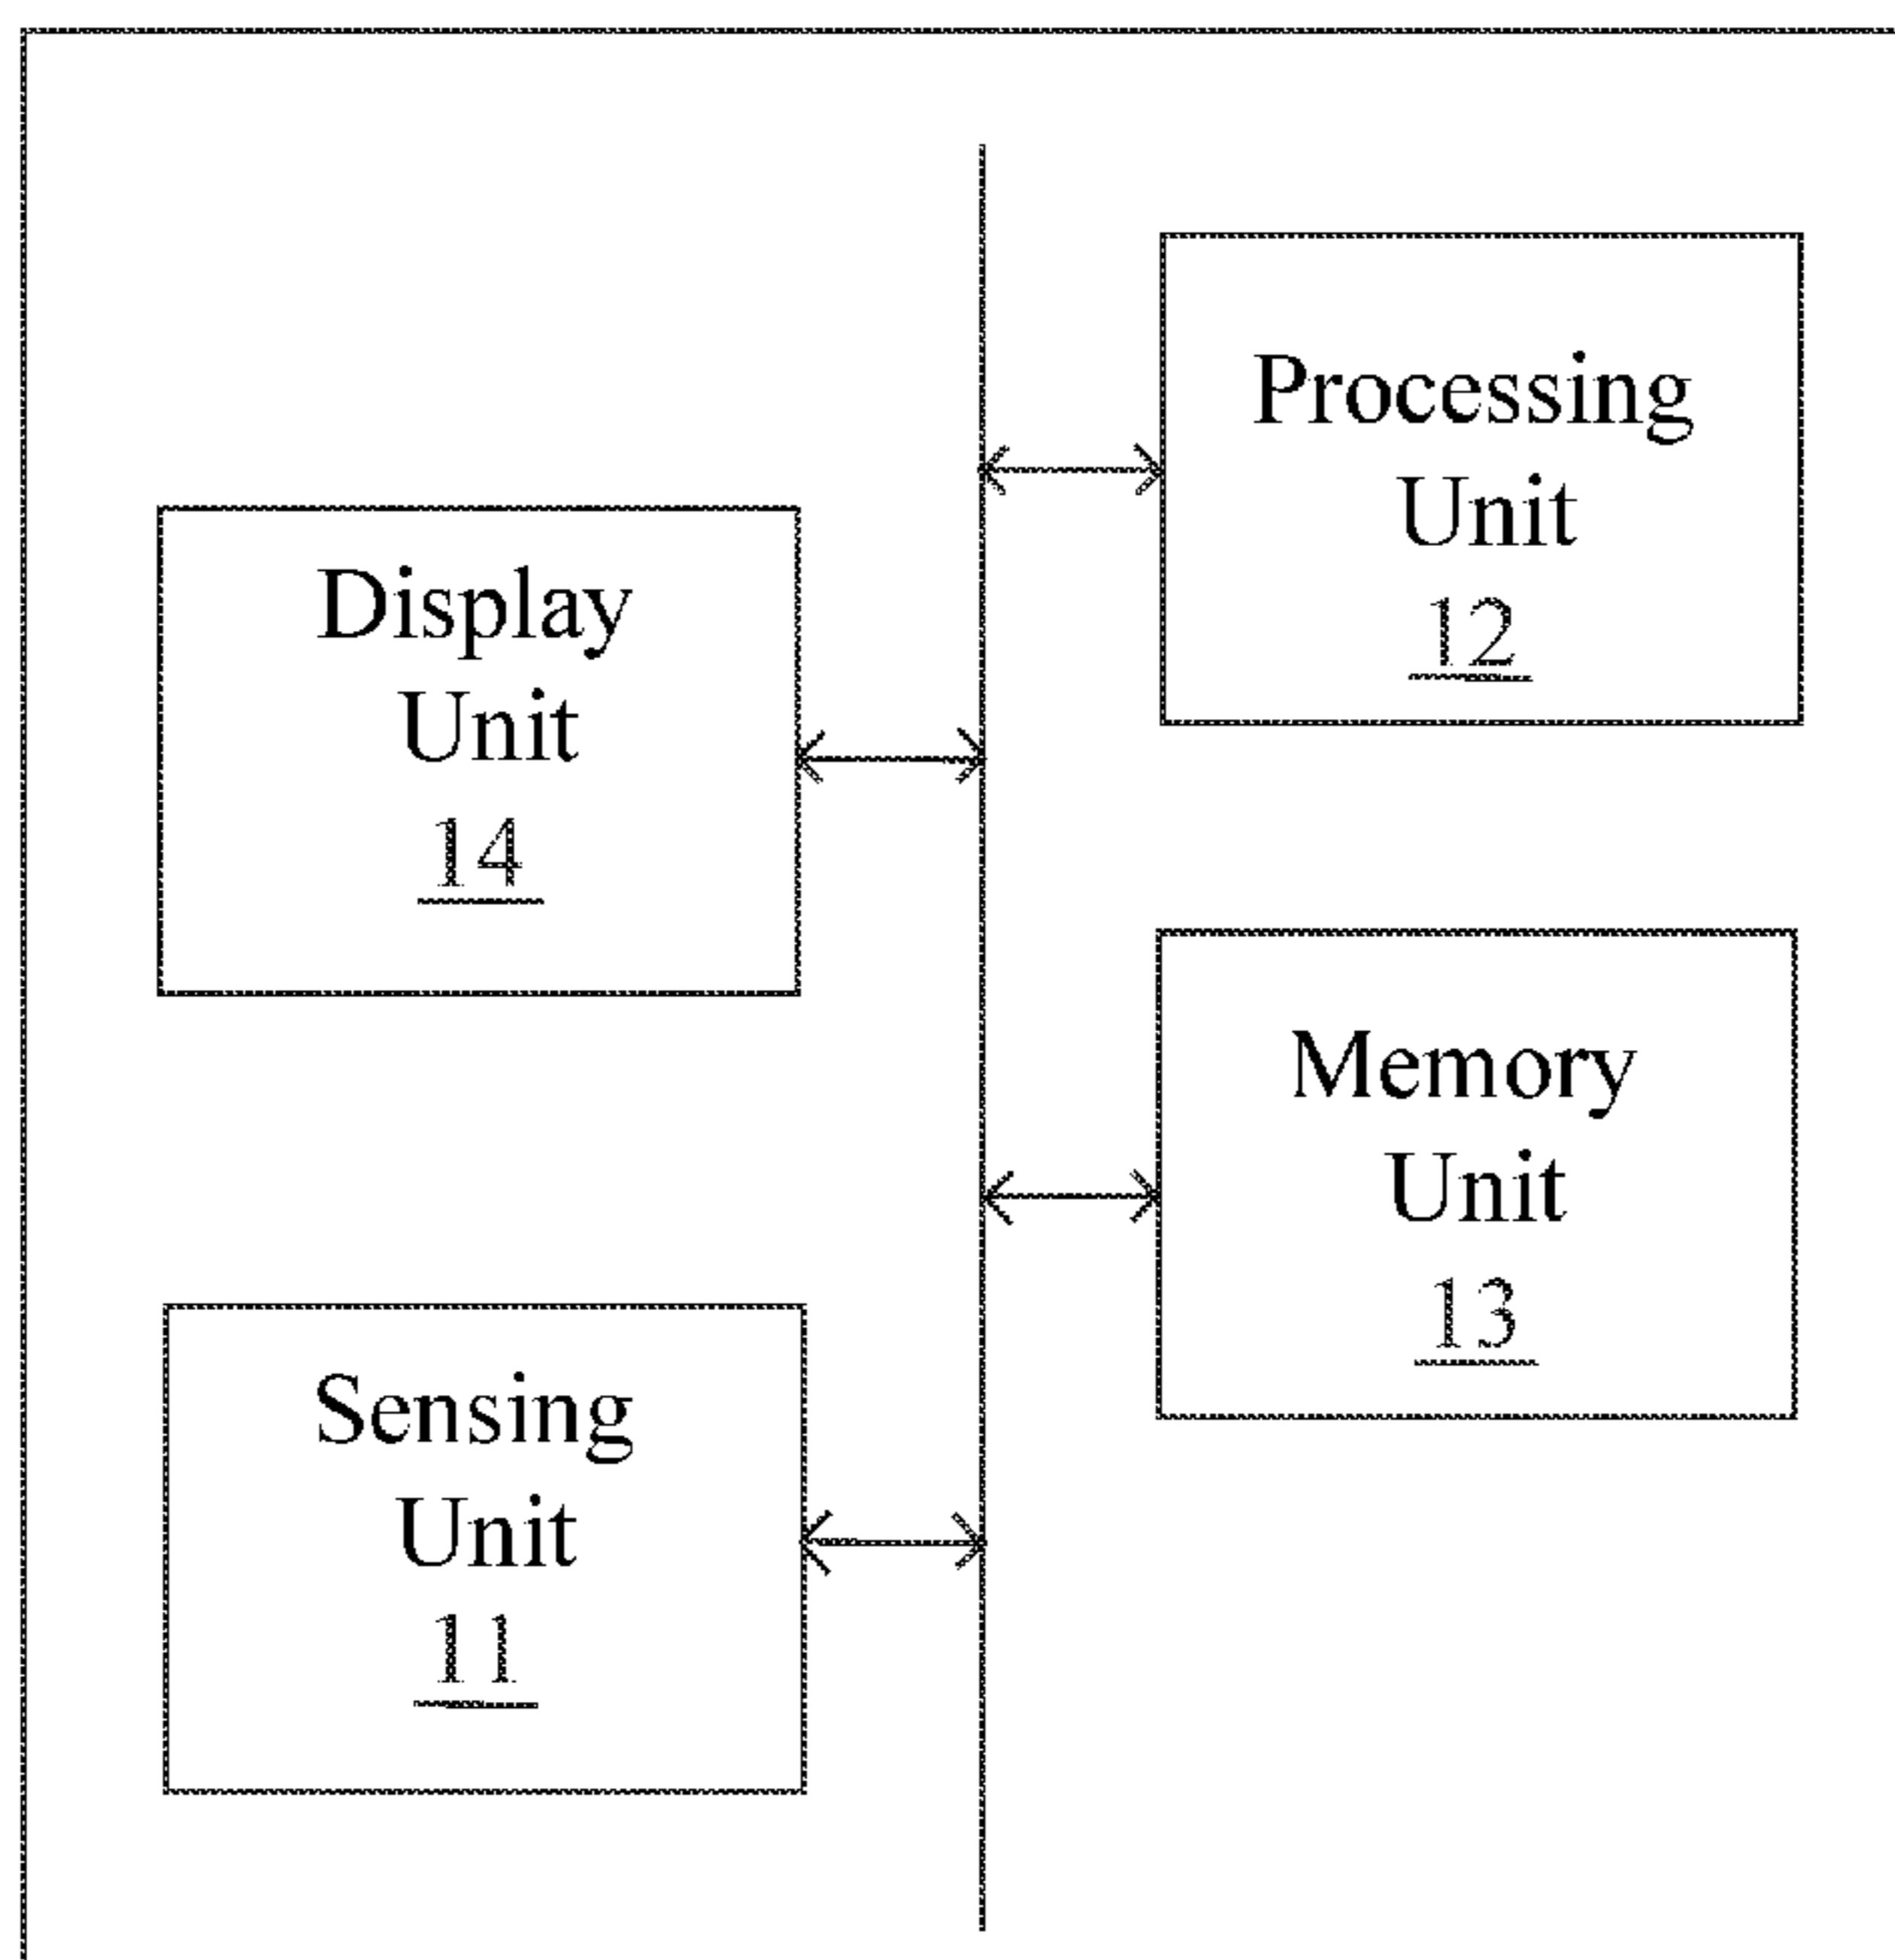 Processing
Unit
12
Display
Unit
14
Memory
Unit
13
Sensing
Unit
11